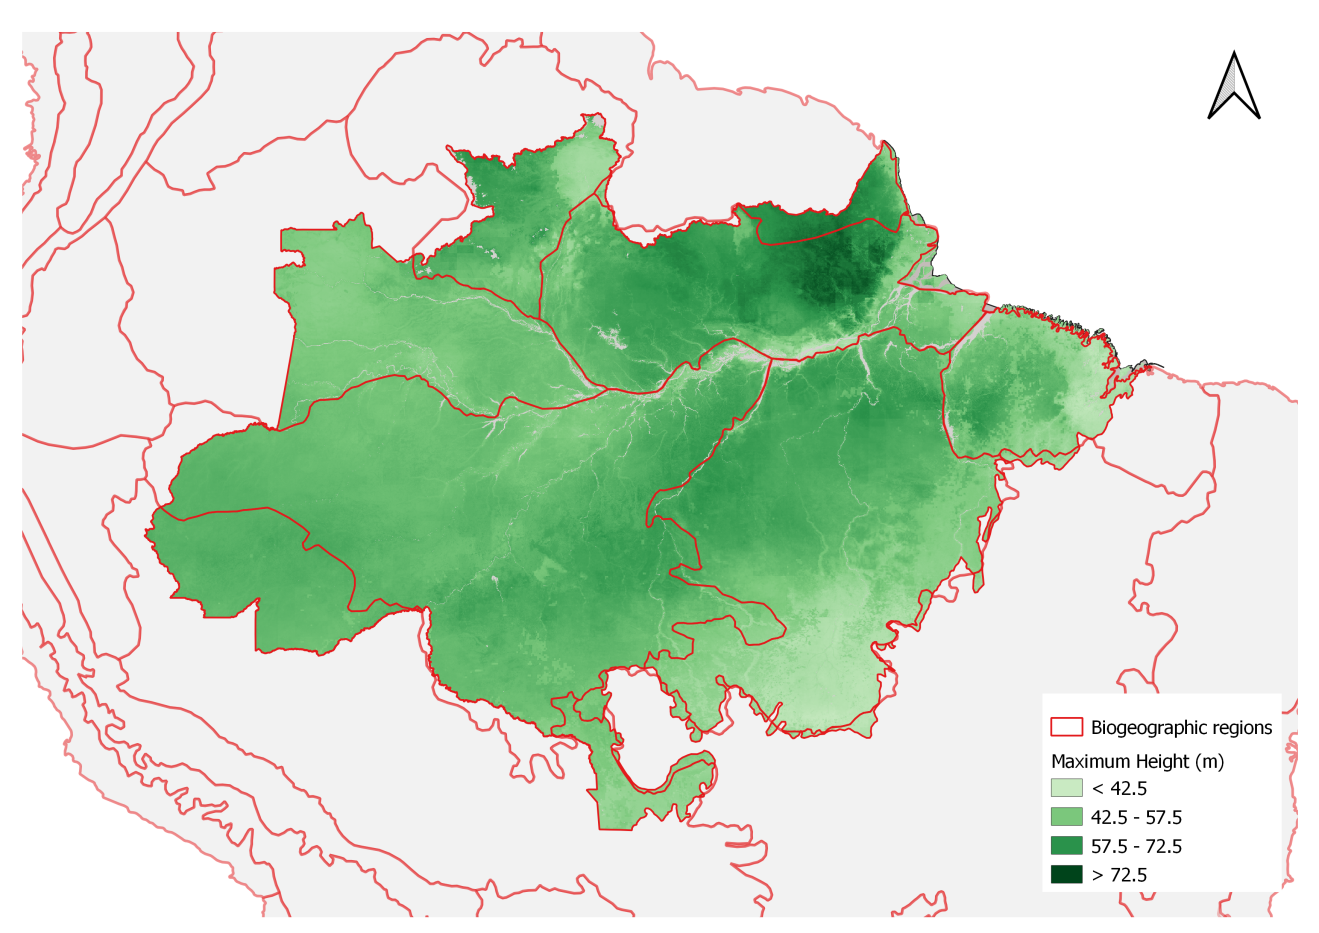 Biogeographic regions
Maximum Height (m)
< 42.5
42.5 - 57.5
57.5 - 72.5
> 72.5